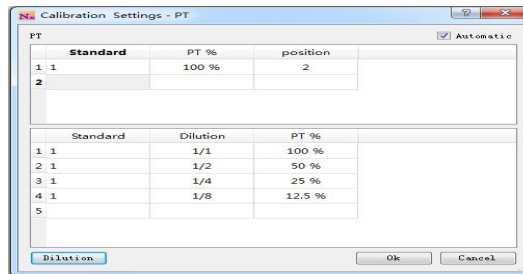 N Calibration Settings - PT
PT Automatic
Standard PT % position
1 1 100 % 2
2
Standard Dilution PT %
1 1 1/1 100 %
2 1 1/2 50 %
3 1 1/4 25 %
4 1 1/8 12.5 %
5
Dilution Ok Cancel